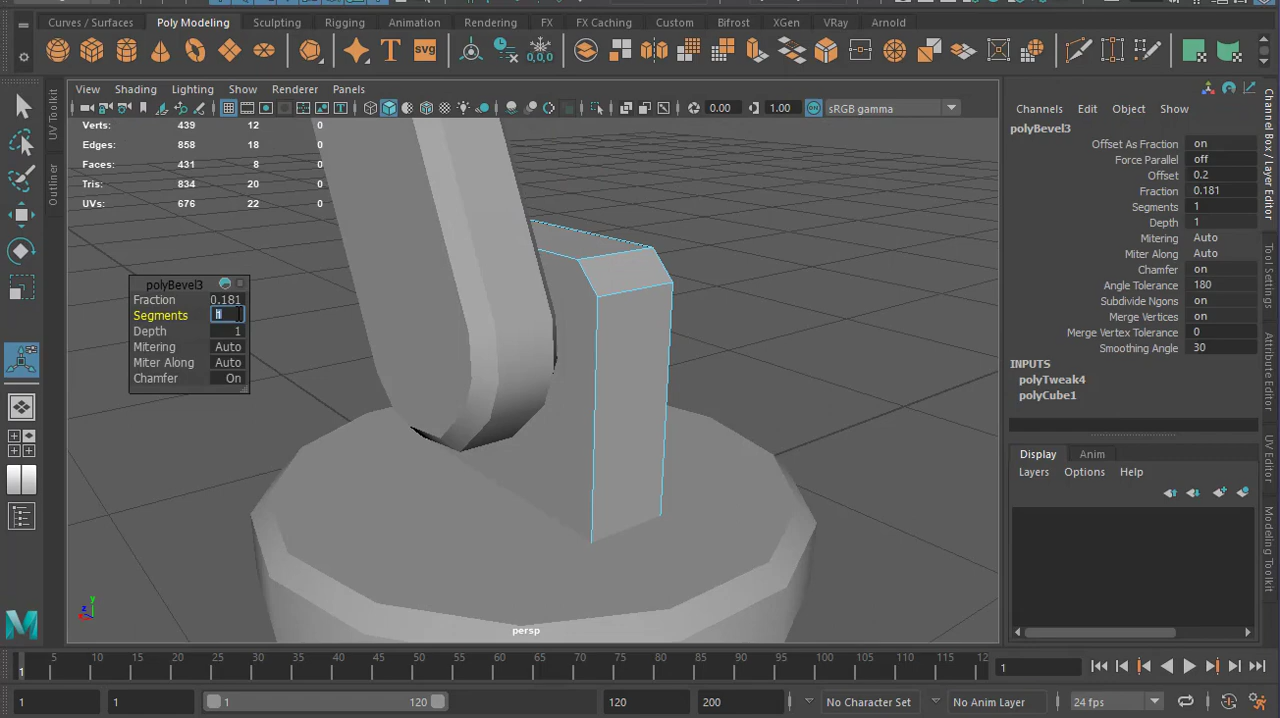 Curves / Surfaces Poly Modeling Sculpting Rigging Animation Rendering FX FX Caching Custom Bifrost XGen VRay Arnold
T svg 0,0,0
View Shading Lighting Show Renderer Panels
0.00 1.00 ON sRGB gamma
UV Toolkit
Outliner
Verts: 439 12 0
Edges: 858 18 0
Faces: 431 8 0
Tris: 834 20 0
UVs: 676 22 0
polyBevel3
Fraction 0.181
Segments 1
Depth 1
Mitering Auto
Miter Along Auto
Chamfer On
y
z
x
persp
Channels Edit Object Show
polyBevel3
Offset As Fraction on
Force Parallel off
Offset 0.2
Fraction 0.181
Segments 1
Depth 1
Mitering Auto
Miter Along Auto
Chamfer on
Angle Tolerance 180
Subdivide Ngons on
Merge Vertices on
Merge Vertex Tolerance 0
Smoothing Angle 30
INPUTS
polyTweak4
polyCube1
Display Anim
Layers Options Help
Channel Box / Layer Editor
Tool Settings
Attribute Editor
UV Editor
Modeling Toolkit
M
1 5 10 15 20 25 30 35 40 45 50 55 60 65 70 75 80 85 90 95 100 105 110 115 12 1
1 1 1 120 120 200 No Character Set No Anim Layer 24 fps